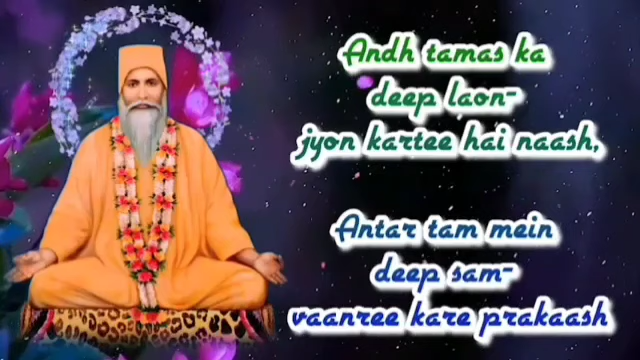 Andh tamas ka
deep laon-
jyon kartee hai naash,
Antar tam mein
deep sam-
vaanree kare prakaash